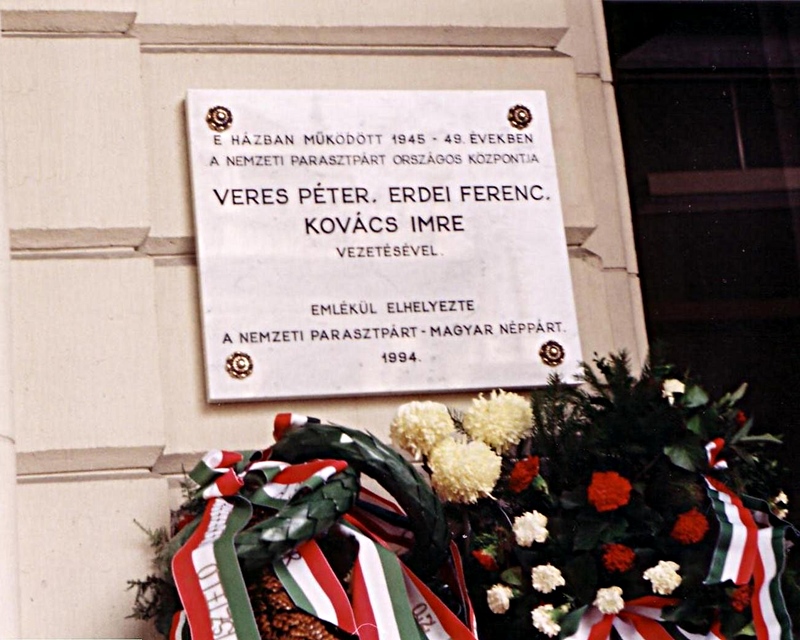 E HÁZBAN MŰKÖDÖTT 1945 - 49. ÉVEKBEN
A NEMZETI PARASZTPÁRT ORSZÁGOS KÖZPONTJA
VERES PÉTER. ERDEI FERENC.
KOVÁCS IMRE
VEZETÉSÉVEL.
EMLÉKÜL ELHELYEZTE
A NEMZETI PARASZTPÁRT - MAGYAR NÉPPÁRT.
1994.